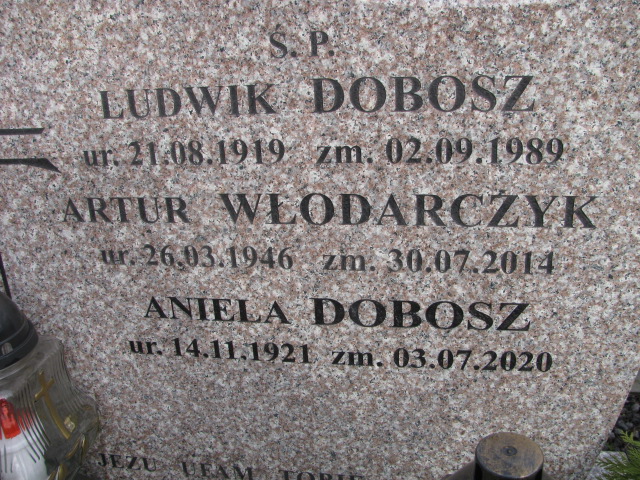 Ś. P.
LUDWIK DOBOSZ
ur. 21.08.1919 zm. 02.09.1989
ARTUR WŁODARCZYK
ur. 26.03.1946 zm. 30.07.2014
ANIELA DOBOSZ
ur. 14.11.1921 zm. 03.07.2020
JEZU UFAM TOBIE